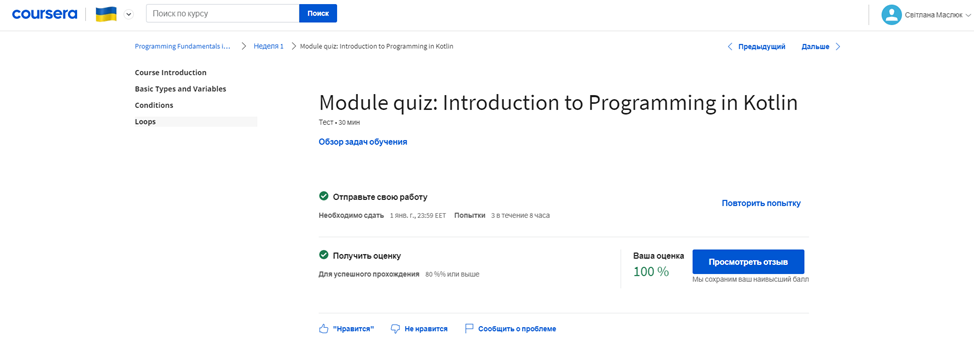 coursera
Поиск по курсу
Поиск
Світлана Маслюк
Programming Fundamentals i...
Неделя 1
Module quiz: Introduction to Programming in Kotlin
Предыдущий
Дальше
Course Introduction
Basic Types and Variables
Conditions
Loops
Module quiz: Introduction to Programming in Kotlin
Тест • 30 мин
Обзор задач обучения
Отправьте свою работу
Необходимо сдать 1 янв. г., 23:59 EET Попытки 3 в течение 8 часа
Повторить попытку
Получить оценку
Для успешного прохождения 80 %% или выше
Ваша оценка
100 %
Просмотреть отзыв
Мы сохраним ваш наивысший балл
"Нравится" Не нравится Сообщить о проблеме